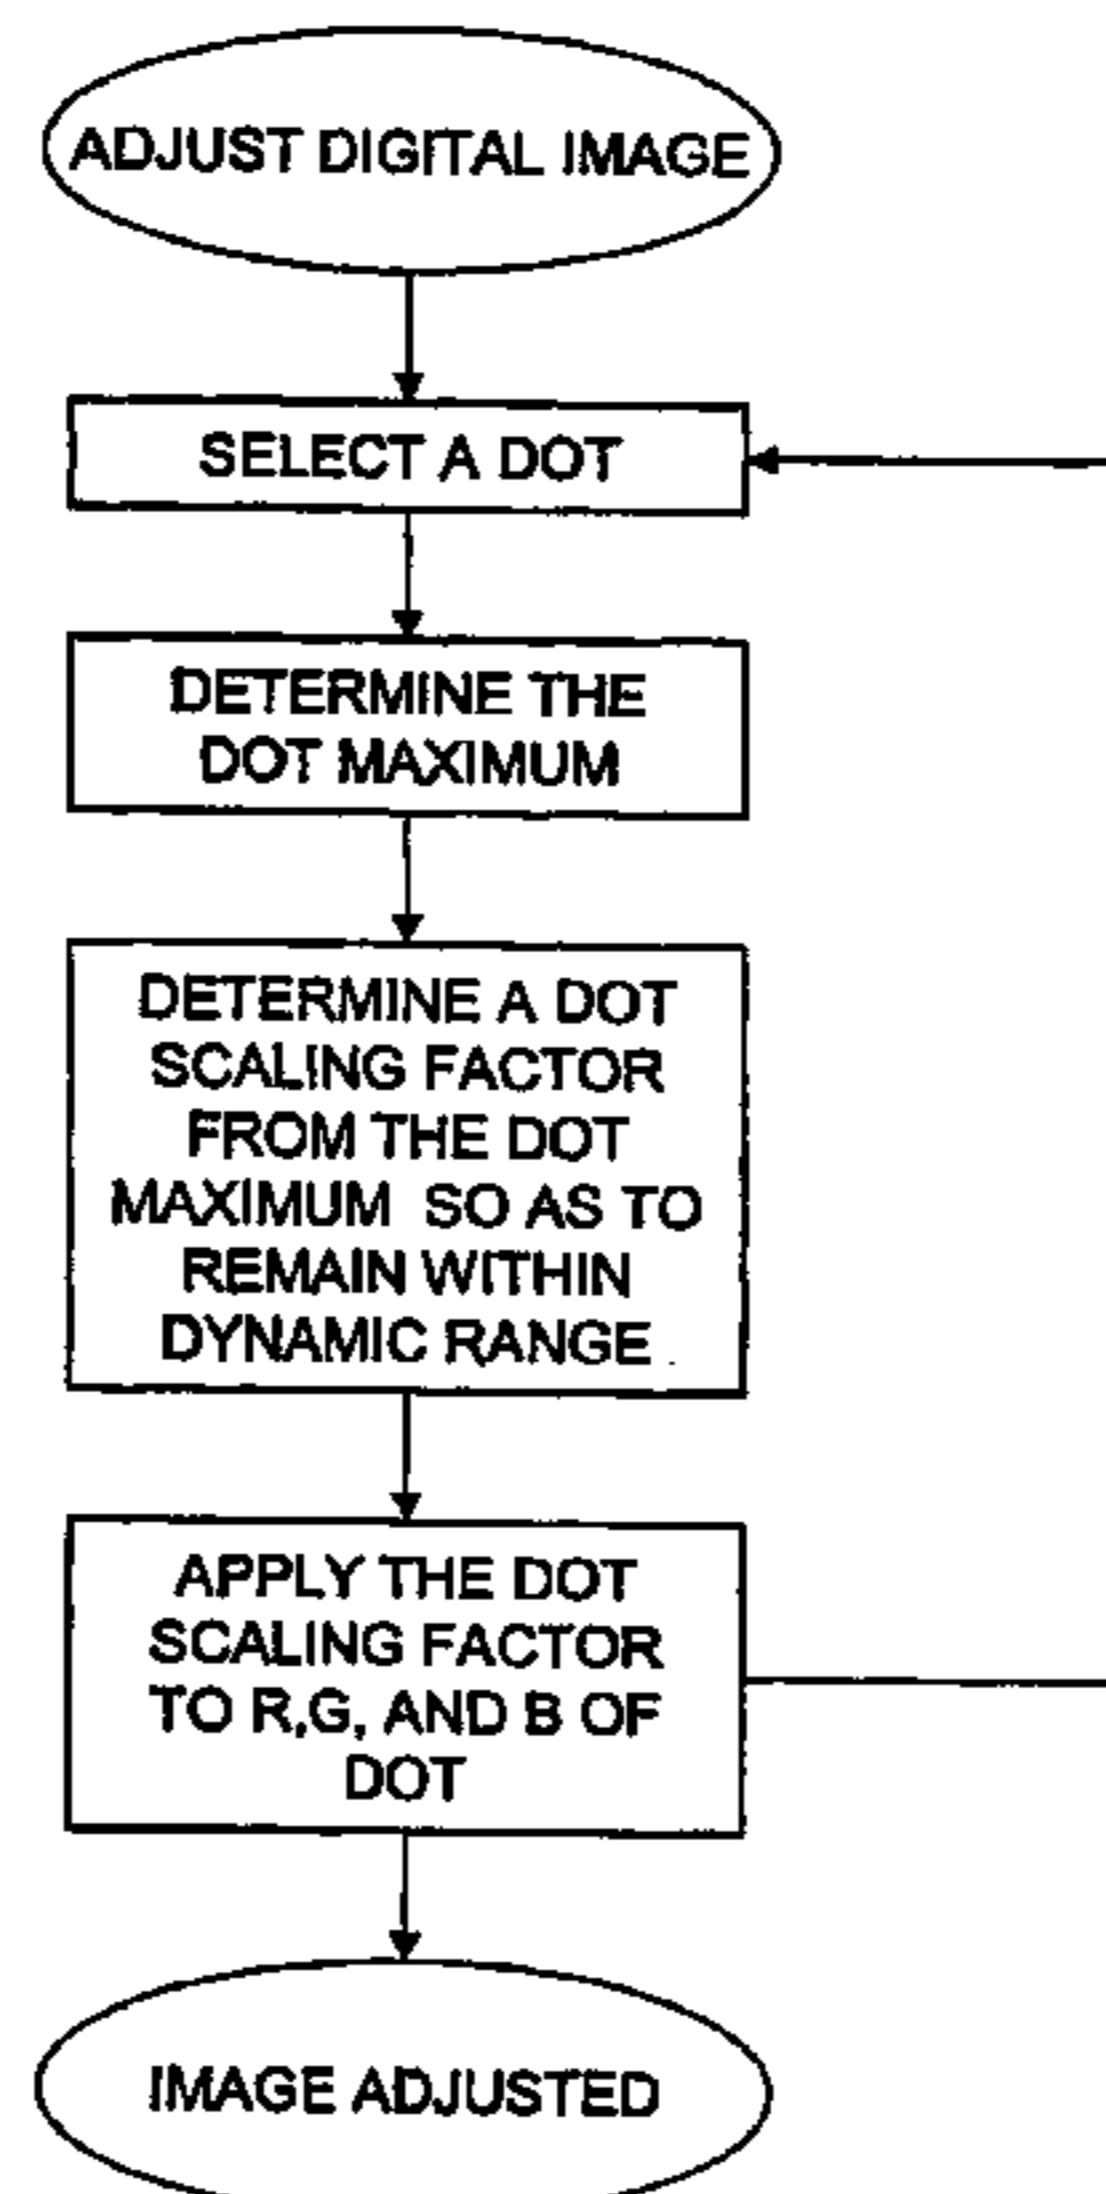 ADJUST DIGITAL IMAGE
SELECT A DOT
DETERMINE THE
DOT MAXIMUM
DETERMINE A DOT
SCALING FACTOR
FROM THE DOT
MAXIMUM SO AS TO
REMAIN WITHIN
DYNAMIC RANGE
APPLY THE DOT
SCALING FACTOR
TO R,G, AND B OF
DOT
IMAGE ADJUSTED